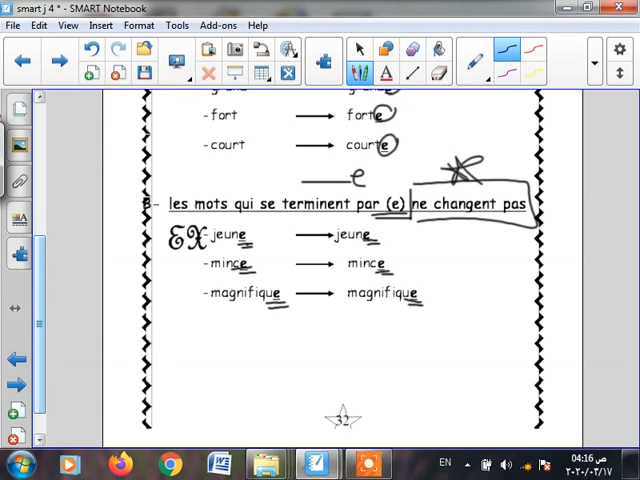 smart j 4 * - SMART Notebook
File Edit View Insert Format Tools Add-ons Help
-fort forte
-court courte
e
B- les mots qui se terminent par (e) ne changent pas
EX -jeune jeune
-mince mince
-magnifique magnifique
32
EN 04:16 ص
٢٠٢٠/٠٣/١٧